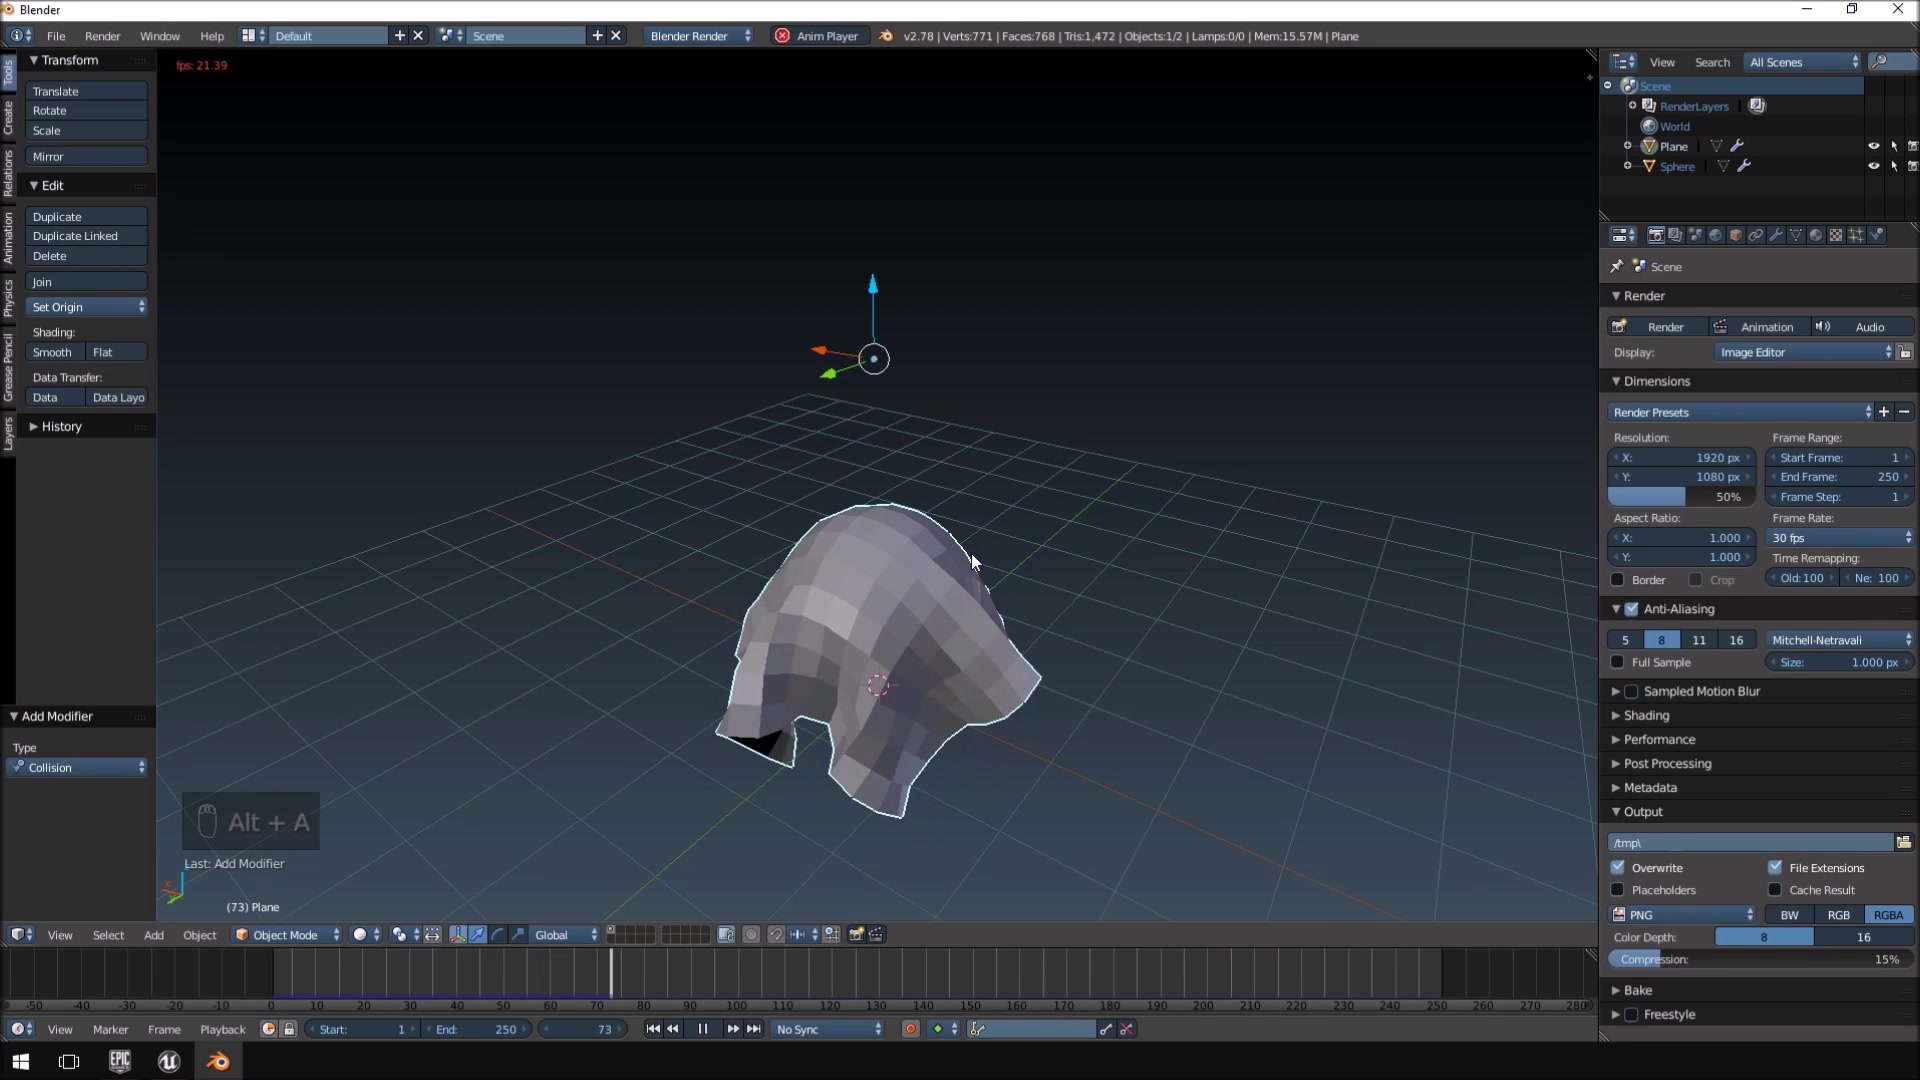 Blender
File Render Window Help Default Scene Blender Render Anim Player v2.78 | Verts:771 | Faces:768 | Tris:1,472 | Objects:1/2 | Lamps:0/0 | Mem:15.57M | Plane
Tools
Create
Relations
Animation
Physics
Grease Pencil
Layers
Transform
Translate
Rotate
Scale
Mirror
Edit
Duplicate
Duplicate Linked
Delete
Join
Set Origin
Shading:
Smooth Flat
Data Transfer:
Data Data Layo
History
Add Modifier
Type
Collision
fps: 21.39
Alt + A
Last: Add Modifier
(73) Plane
View Select Add Object Object Mode Global
-50 -40 -30 -20 -10 0 10 20 30 40 50 60 70 80 90 100 110 120 130 140 150 160 170 180 190 200 210 220 230 240 250 260 270 280
View Marker Frame Playback Start: 1 End: 250 73 No Sync
EPIC
View Search All Scenes
Scene
RenderLayers
World
Plane
Sphere
Scene
Render
Render Animation Audio
Display: Image Editor
Dimensions
Render Presets
Resolution: Frame Range:
X: 1920 px Start Frame: 1
Y: 1080 px End Frame: 250
50% Frame Step: 1
Aspect Ratio: Frame Rate:
X: 1.000 30 fps
Y: 1.000 Time Remapping:
Border Crop Old: 100 Ne: 100
Anti-Aliasing
5 8 11 16 Mitchell-Netravali
Full Sample Size: 1.000 px
Sampled Motion Blur
Shading
Performance
Post Processing
Metadata
Output
/tmp\
Overwrite File Extensions
Placeholders Cache Result
PNG BW RGB RGBA
Color Depth: 8 16
Compression: 15%
Bake
Freestyle